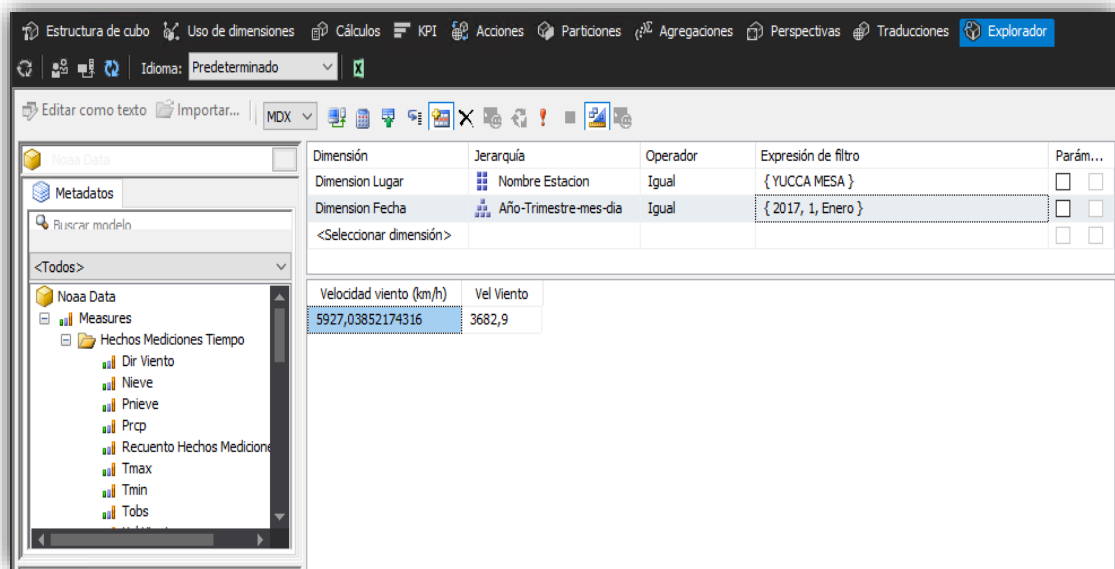 Estructura de cubo Uso de dimensiones Cálculos KPI Acciones Particiones Agregaciones Perspectivas Traducciones Explorador
Idioma: Predeterminado
Editar como texto Importar... MDX
Noaa Data
Metadatos
Buscar modelo
<Todos>
Noaa Data
Measures
Hechos Mediciones Tiempo
Dir Viento
Nieve
Pnieve
Prcp
Recuento Hechos Medicione
Tmax
Tmin
Tobs
Dimensión Jerarquía Operador Expresión de filtro Parám...
Dimension Lugar Nombre Estacion Igual { YUCCA MESA }
Dimension Fecha Año-Trimestre-mes-dia Igual { 2017, 1, Enero }
<Seleccionar dimensión>
Velocidad viento (km/h) Vel Viento
5927,03852174316 3682,9